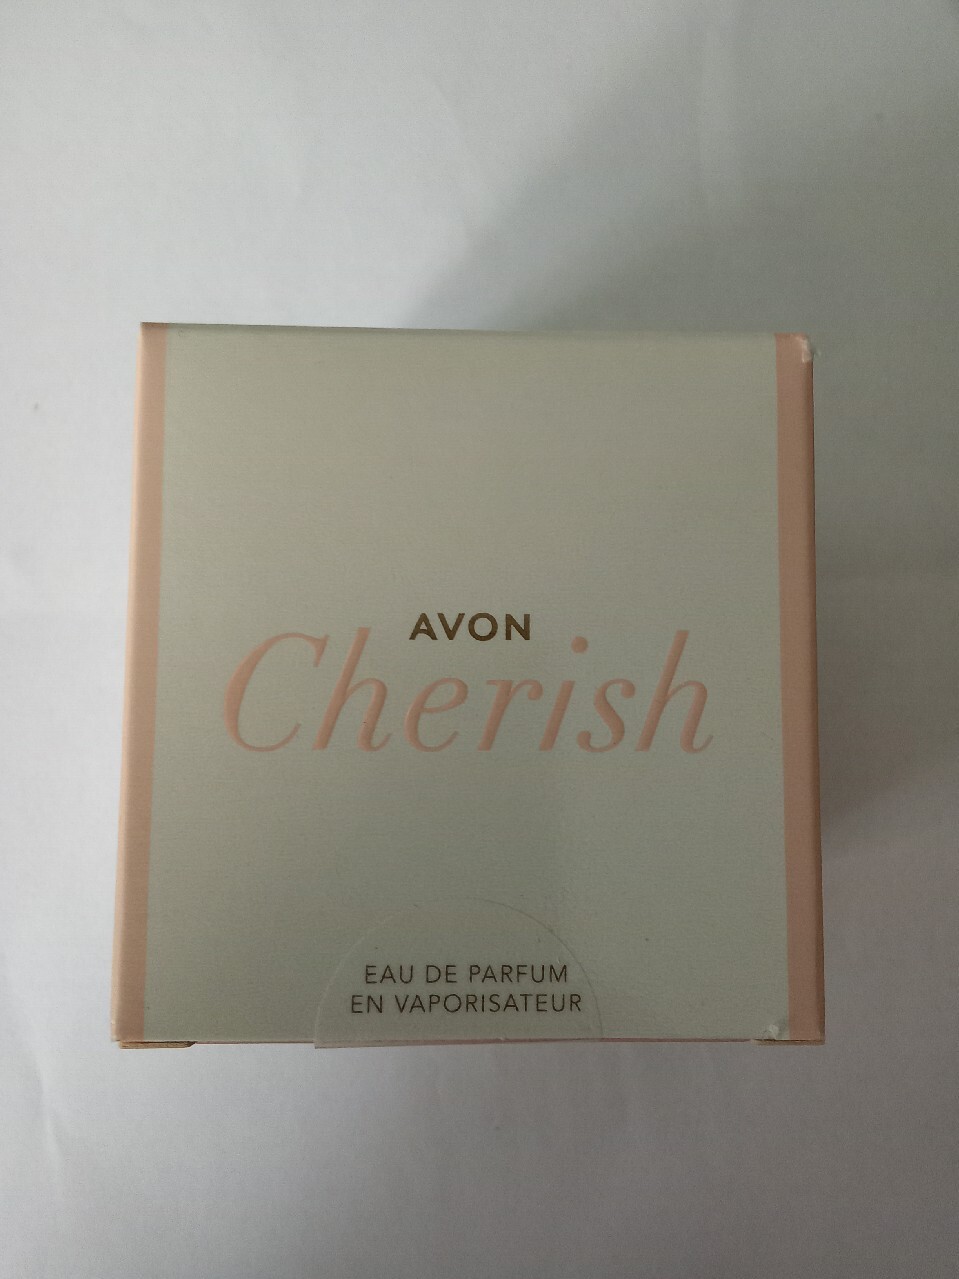 AVON
Cherish
EAU DE PARFUM
EN VAPORISATEUR